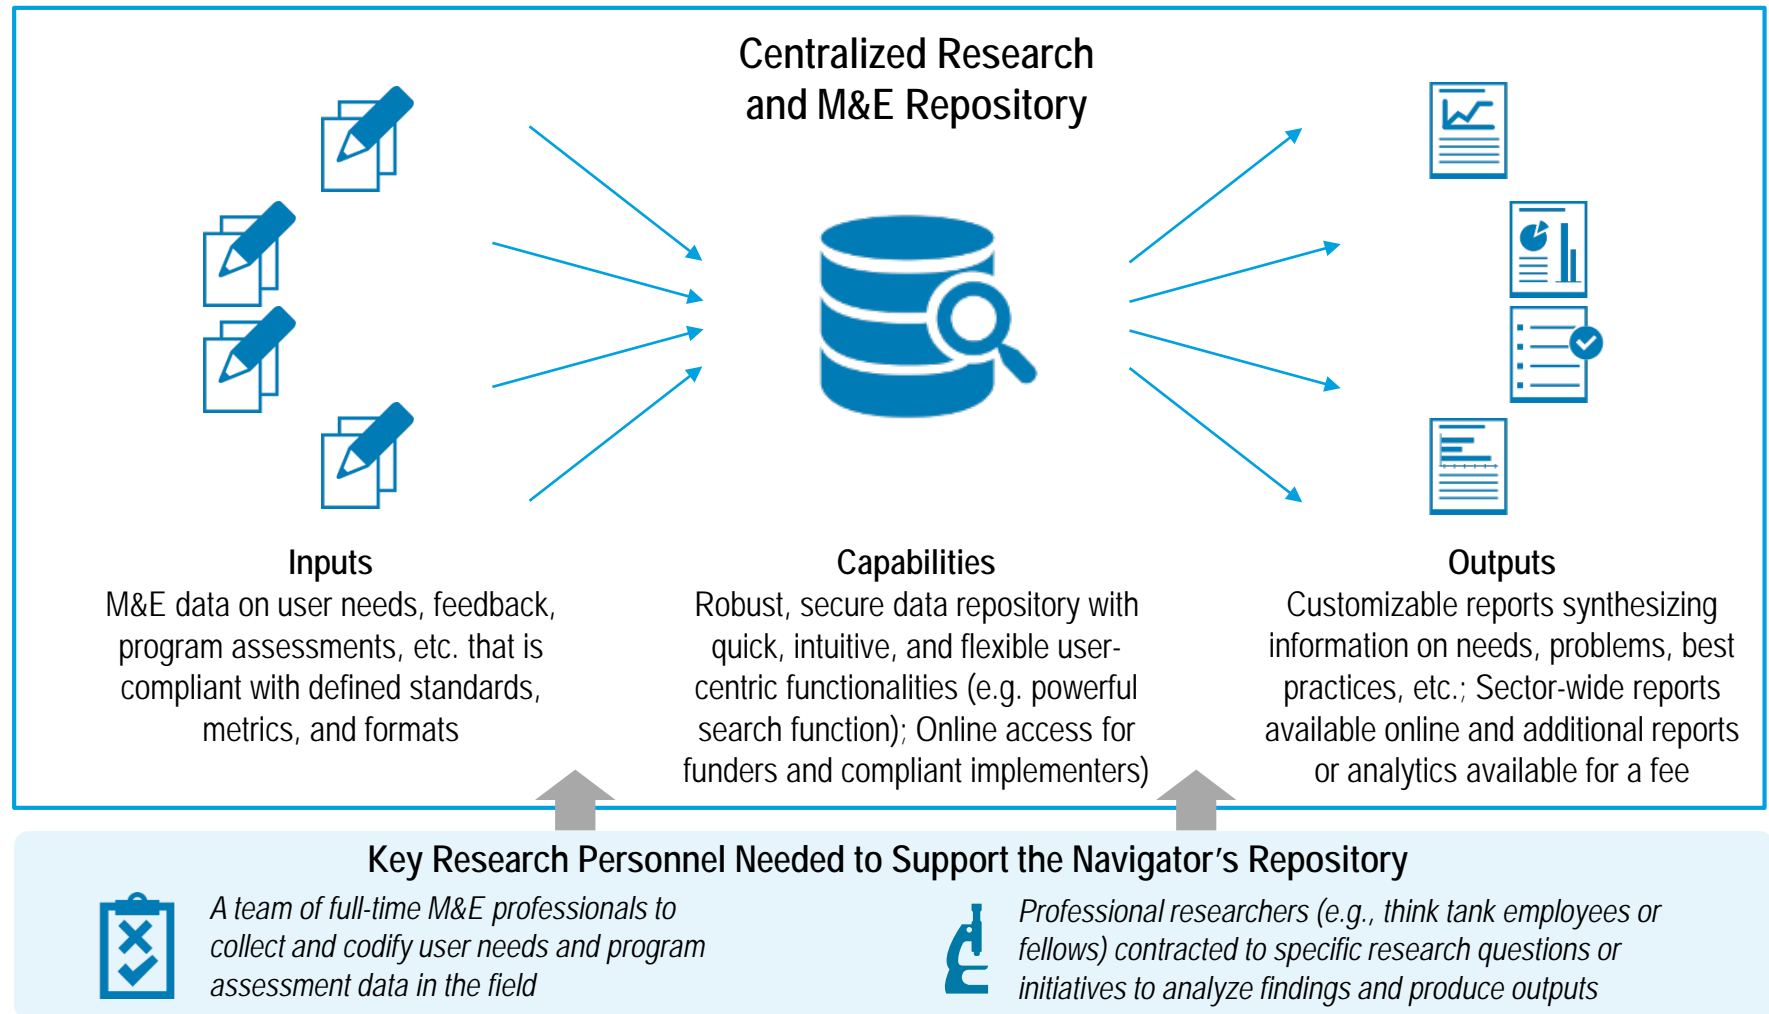 Centralized Research
and M&E Repository
Inputs
M&E data on user needs, feedback,
program assessments, etc. that is
compliant with defined standards,
metrics, and formats
Capabilities
Robust, secure data repository with
quick, intuitive, and flexible user-
centric functionalities (e.g. powerful
search function); Online access for
funders and compliant implementers)
Outputs
Customizable reports synthesizing
information on needs, problems, best
practices, etc.; Sector-wide reports
available online and additional reports
or analytics available for a fee
Key Research Personnel Needed to Support the Navigator’s Repository
A team of full-time M&E professionals to
collect and codify user needs and program
assessment data in the field
Professional researchers (e.g., think tank employees or
fellows) contracted to specific research questions or
initiatives to analyze findings and produce outputs